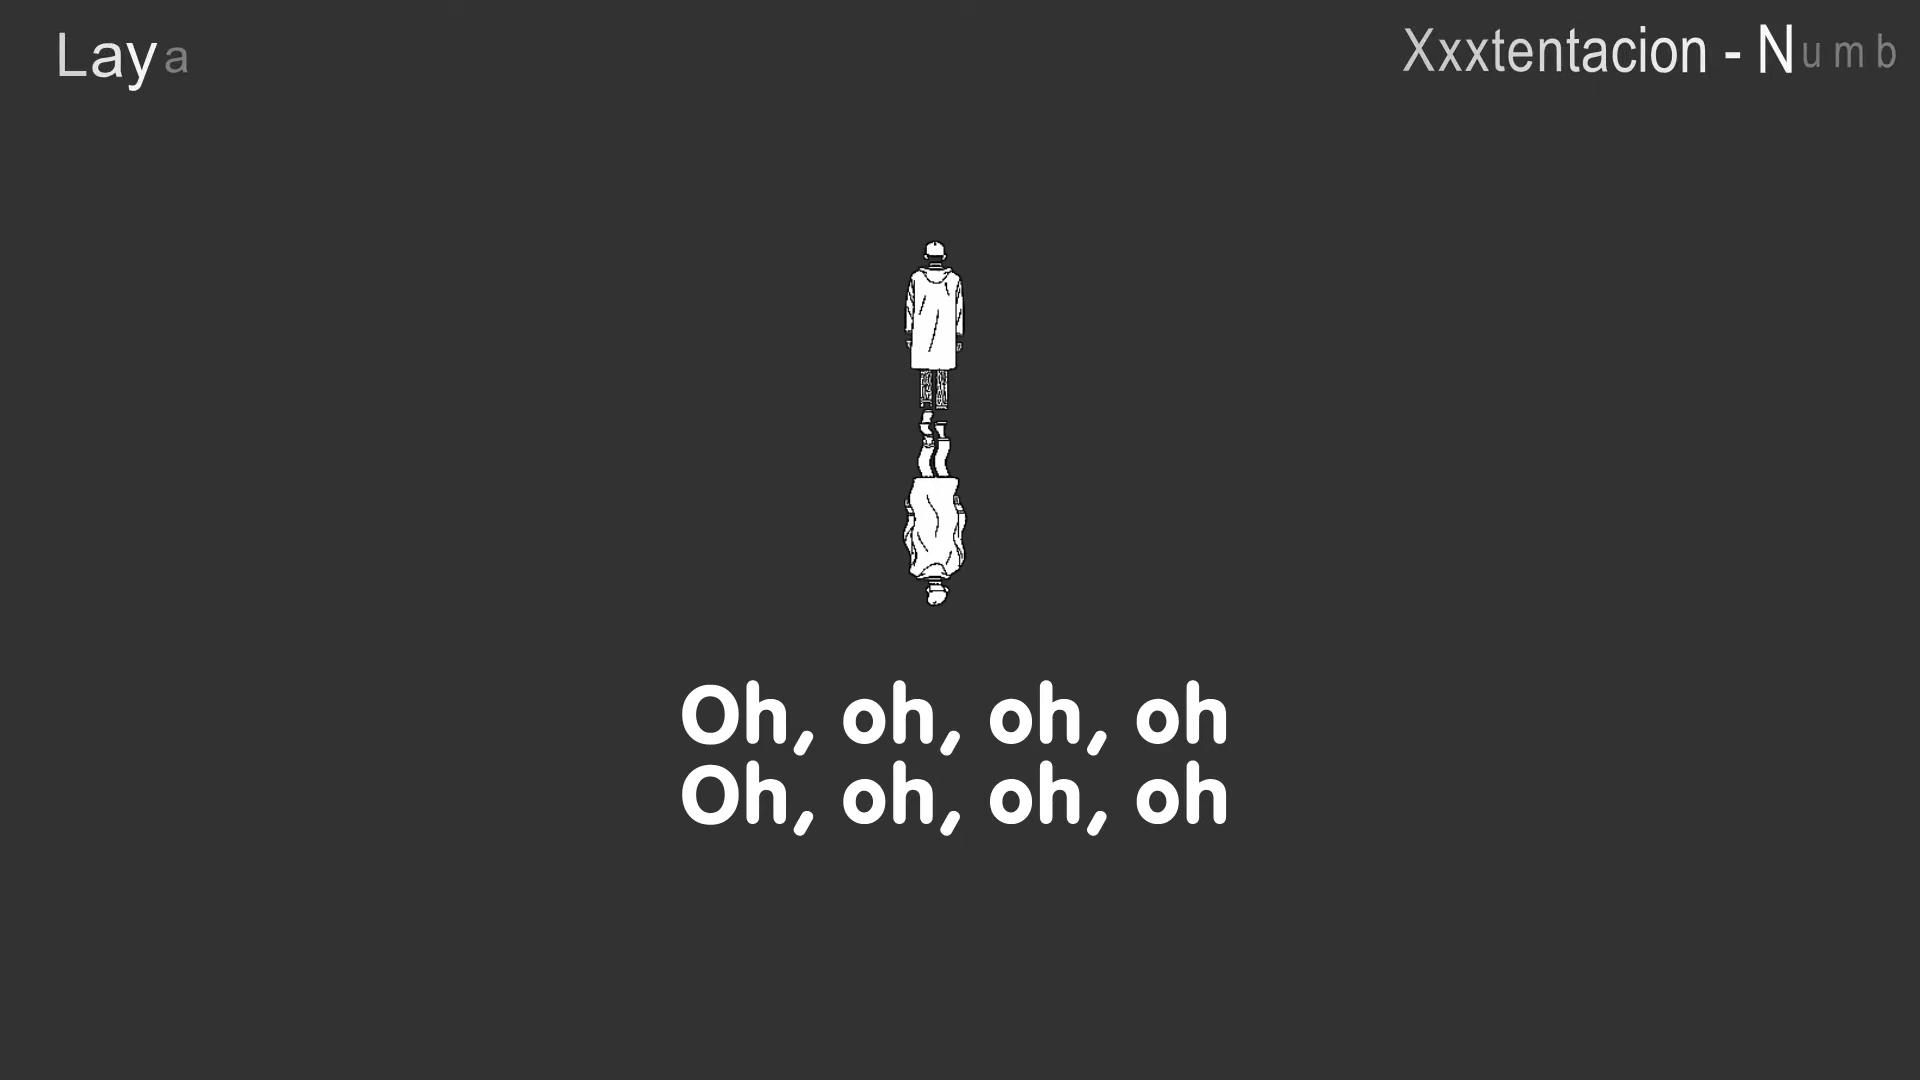 Laya
Xxxtentacion - Numb
Oh, oh, oh, oh
Oh, oh, oh, oh